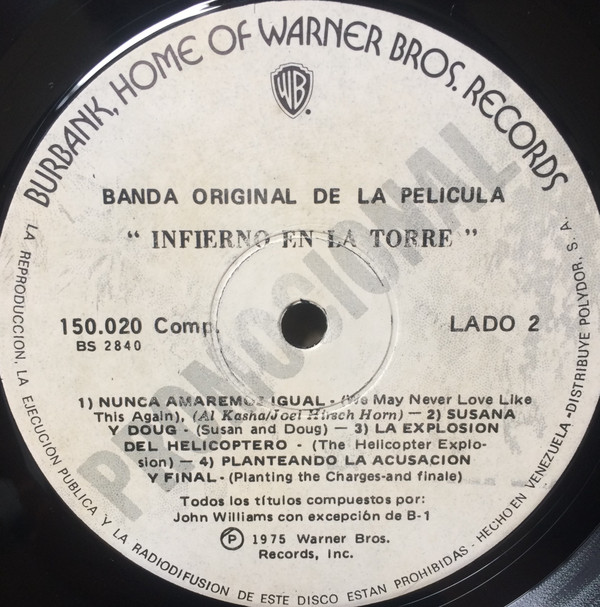 BURBANK, HOME OF WARNER BROS. RECORDS
WB
BANDA ORIGINAL DE LA PELICULA
“ INFIERNO EN LA TORRE ”
PROMOCIONAL
150.020 Comp.
BS 2840
LADO 2
1) NUNCA AMAREMOS IGUAL - (We May Never Love Like
This Again), (Al Kasha/Joel Hirsch Horn) — 2) SUSANA
Y DOUG - (Susan and Doug) — 3) LA EXPLOSION
DEL HELICOPTERO - (The Helicopter Explo-
sion) — 4) PLANTEANDO LA ACUSACION
Y FINAL - (Planting the Charges-and finale)
Todos los títulos compuestos por:
John Williams con excepción de B-1
Ⓟ 1975 Warner Bros.
Records, Inc.
LA REPRODUCCION, LA EJECUCIÓN PUBLICA Y LA RADIODIFUSION DE ESTE DISCO ESTAN PROHIBIDAS - HECHO EN VENEZUELA - DISTRIBUYE POLYDOR, S. A.